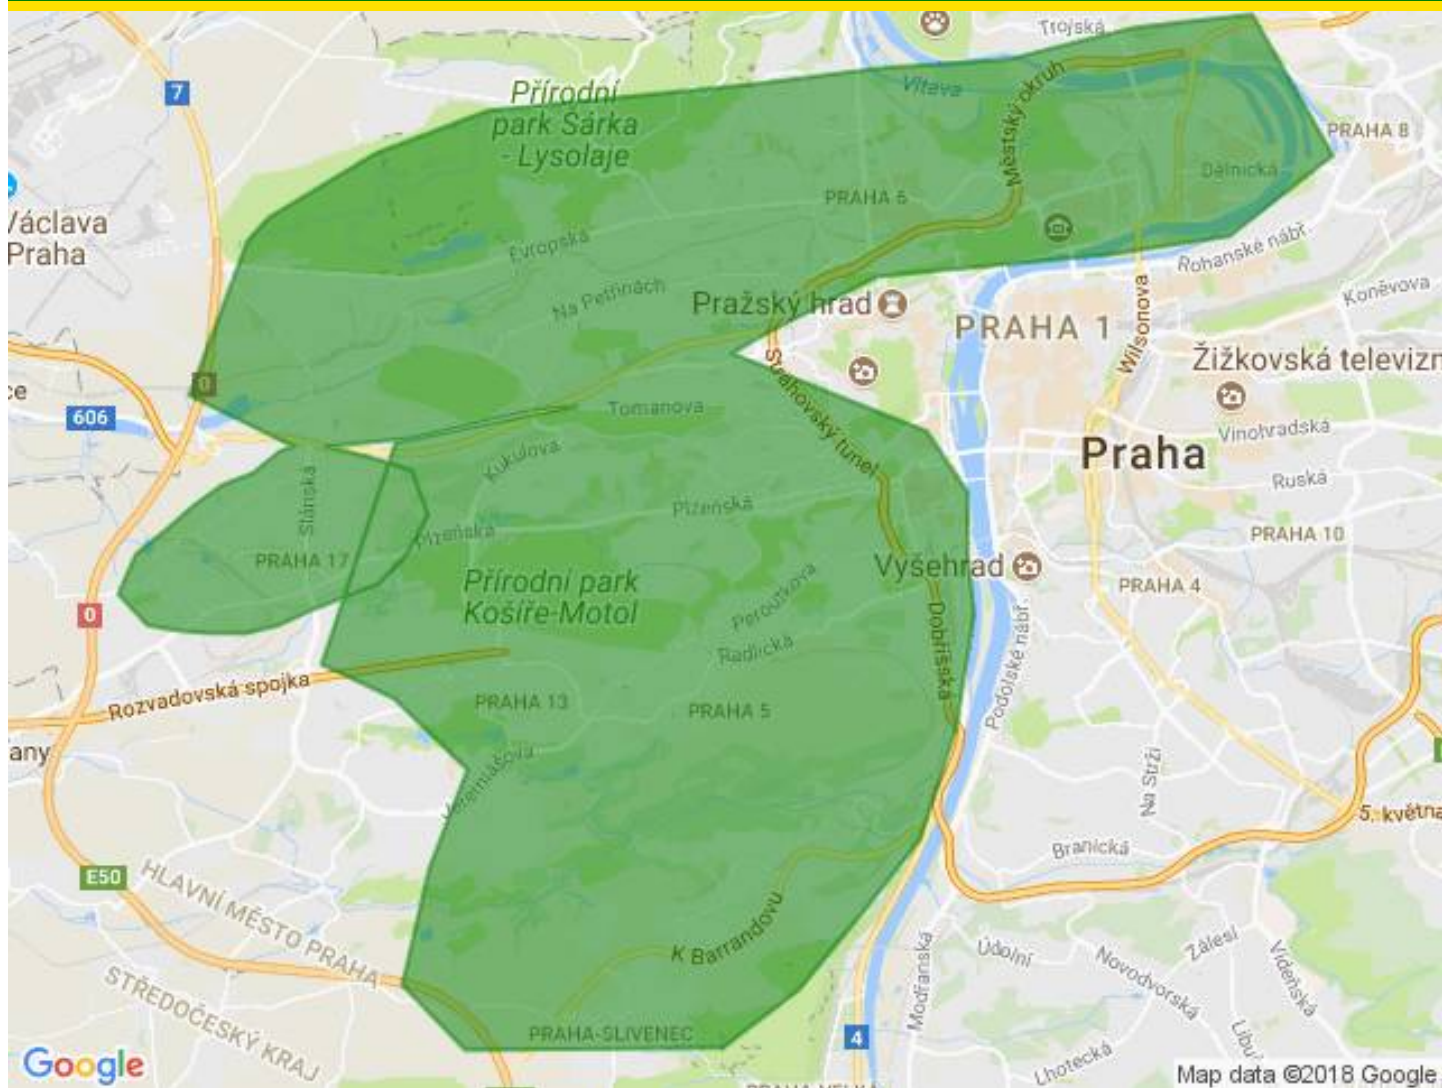 Trojská
7
Přírodní
park Šárka
- Lysolaje
Vltava
Městský okruh
PRAHA 8
Dělnická
Václava
Praha
PRAHA 6
Evropská
Rohanské nábř.
Na Petřinách
Koněvova
Pražský hrad
PRAHA 1
Wilsonova
Žižkovská televizn
0
ce
606
Strahovský tunel
Tomanova
Vinohradská
Kukulova
Praha
Slánská
Ruská
Plzeňská
Plzeňská
PRAHA 10
PRAHA 17
Vyšehrad
Přírodní park
Košíře-Motol
PRAHA 4
Peroutkova
0
Dobříšská
Radlická
Podolské nábř.
Rozvadovská spojka
PRAHA 13
PRAHA 5
any
Jeremiášova
Na Strži
5. května
Branická
E50
HLAVNÍ MĚSTO PRAHA
K Barrandovu
STŘEDOČESKÝ KRAJ
Údolní
Zálesí
Novodvorská
Vídeňská
Modřanská
PRAHA-SLIVENEC
4
Lhotecká
Google
Map data ©2018 Google